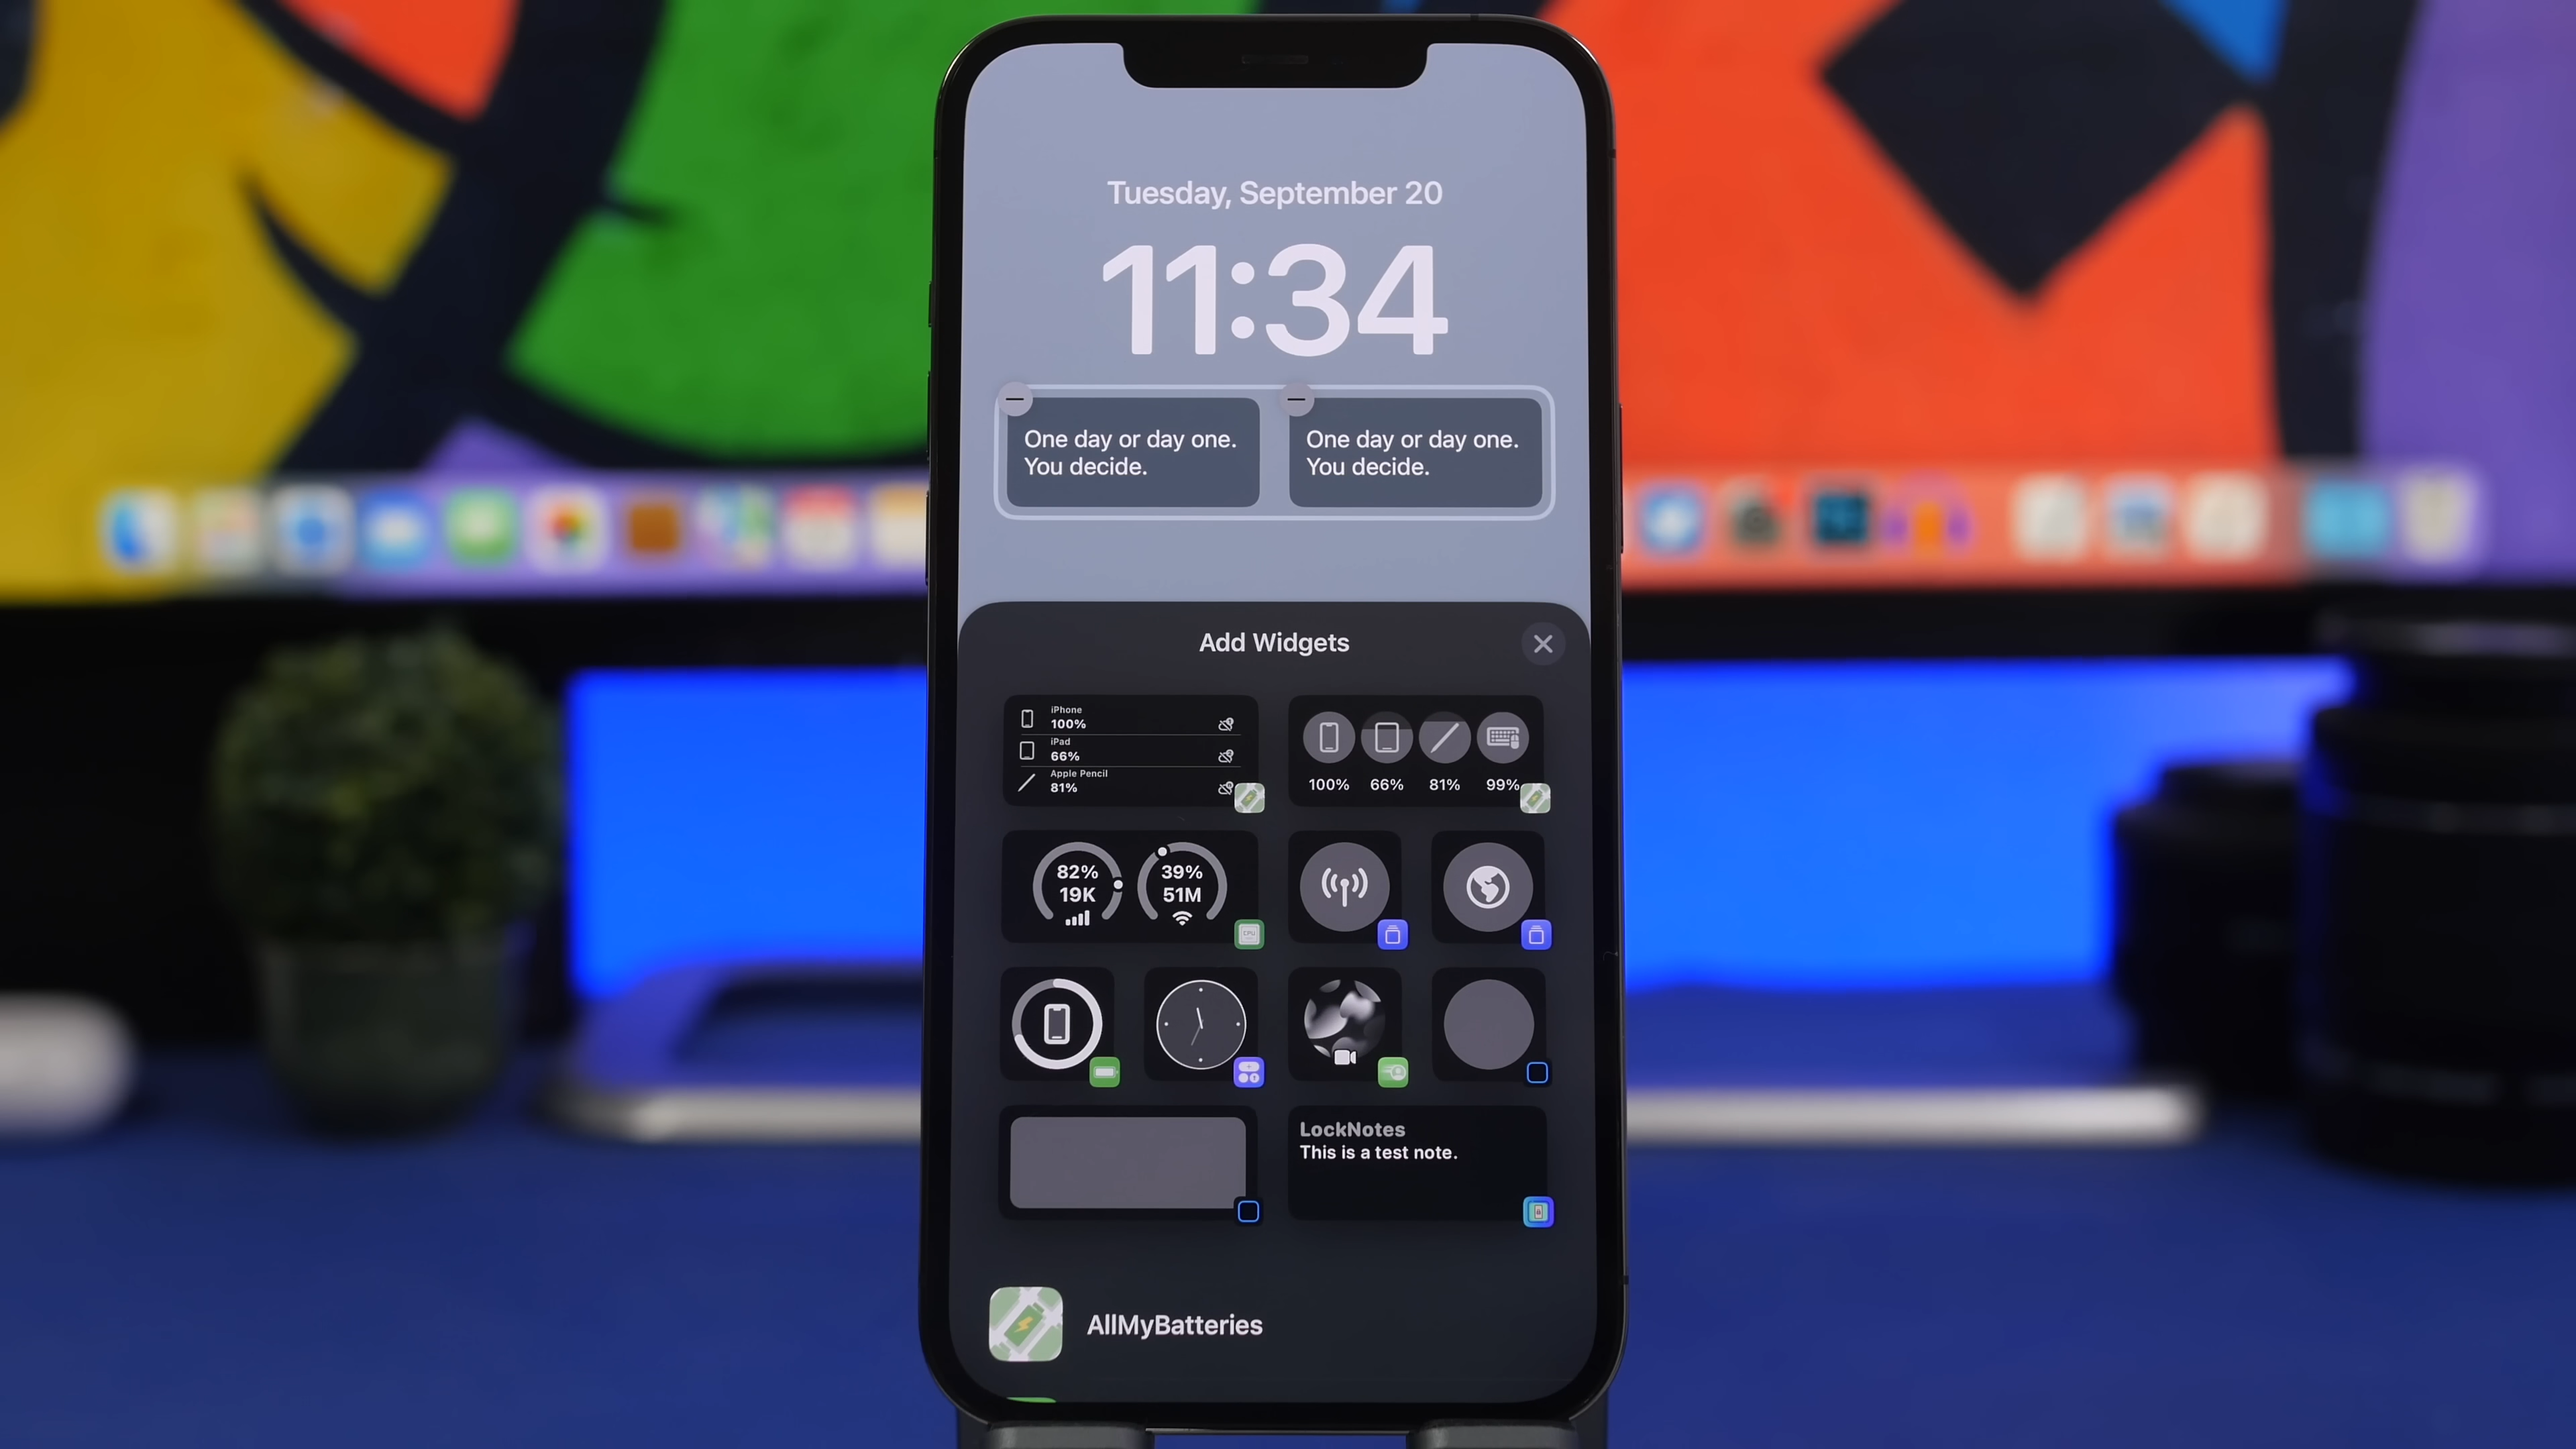 Tuesday, September 20
11:34
One day or day one.
You decide.
One day or day one.
You decide.
Add Widgets
iPhone
100%
iPad
66%
Apple Pencil
81%
100% 66% 81% 99%
82% 39%
19K 51M
LockNotes
This is a test note.
AllMyBatteries